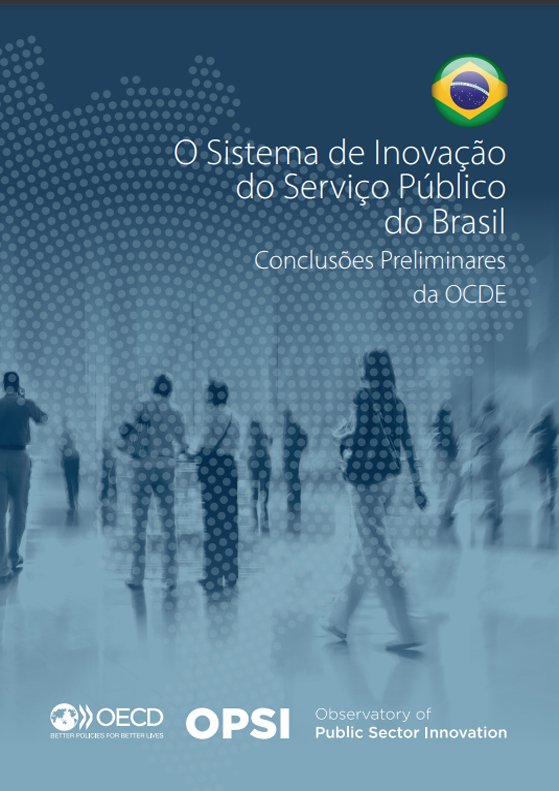 O Sistema de Inovação
do Serviço Público
do Brasil
Conclusões Preliminares
da OCDE
OECD
BETTER POLICIES FOR BETTER LIVES
OPSI
Observatory of
Public Sector Innovation